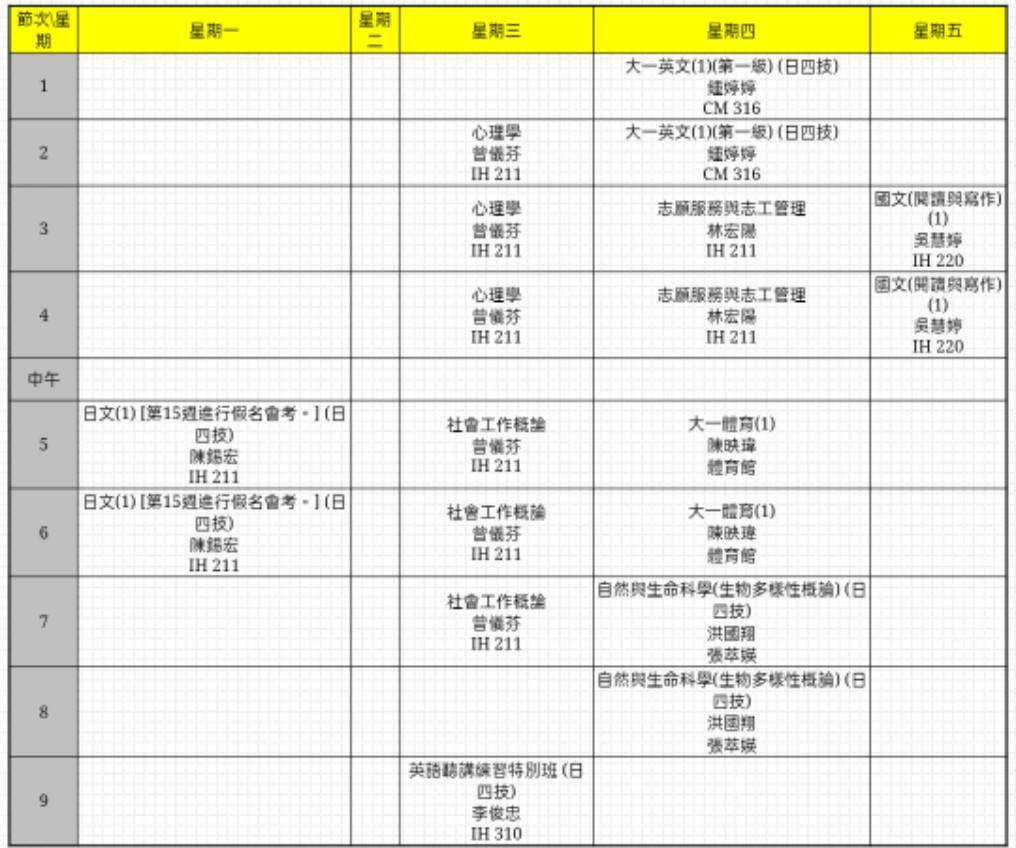 節次\星期
星期一
星期二
星期三
星期四
星期五
1
大一英文(1)(第一級) (日四技)
鍾婷婷
CM 316
2
心理學
曾儀芬
IH 211
大一英文(1)(第一級) (日四技)
鍾婷婷
CM 316
3
心理學
曾儀芬
IH 211
志願服務與志工管理
林宏陽
IH 211
國文(閱讀與寫作)
(1)
吳慧婷
IH 220
4
心理學
曾儀芬
IH 211
志願服務與志工管理
林宏陽
IH 211
國文(閱讀與寫作)
(1)
吳慧婷
IH 220
中午
5
日文(1) [第15週進行假名會考。] (日
四技)
陳錫宏
IH 211
社會工作概論
曾儀芬
IH 211
大一體育(1)
陳映瑋
體育館
6
日文(1) [第15週進行假名會考。] (日
四技)
陳錫宏
IH 211
社會工作概論
曾儀芬
IH 211
大一體育(1)
陳映瑋
體育館
7
社會工作概論
曾儀芬
IH 211
自然與生命科學(生物多樣性概論) (日
四技)
洪國翔
張萃媖
8
自然與生命科學(生物多樣性概論) (日
四技)
洪國翔
張萃媖
9
英語聽講練習特別班 (日
四技)
李俊忠
IH 310